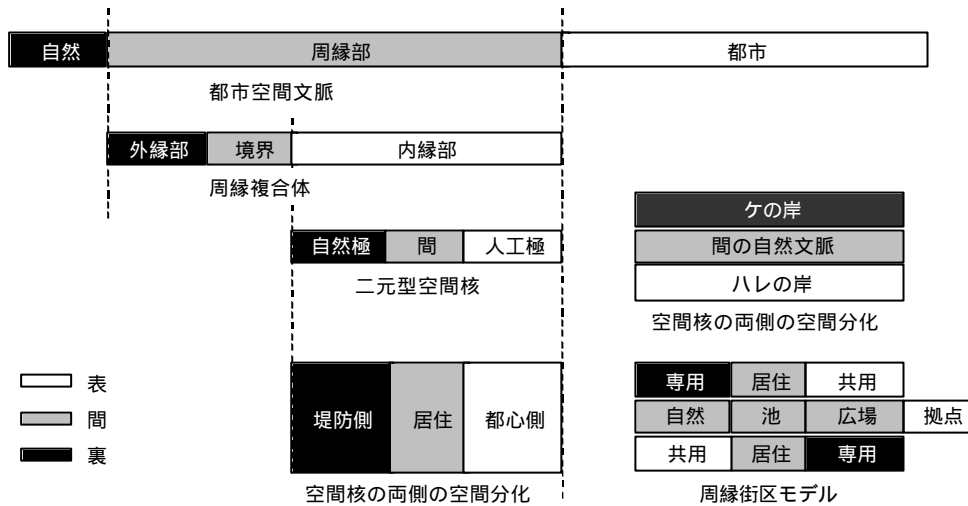 自然 周縁部 都市
都市空間文脈
外縁部 境界 内縁部
周縁複合体
自然極 間 人工極
二元型空間核
ケの岸
間の自然文脈
ハレの岸
空間核の両側の空間分化
表
間
裏
堤防側 居住 都心側
空間核の両側の空間分化
専用 居住 共用
自然 池 広場 拠点
共用 居住 専用
周縁街区モデル